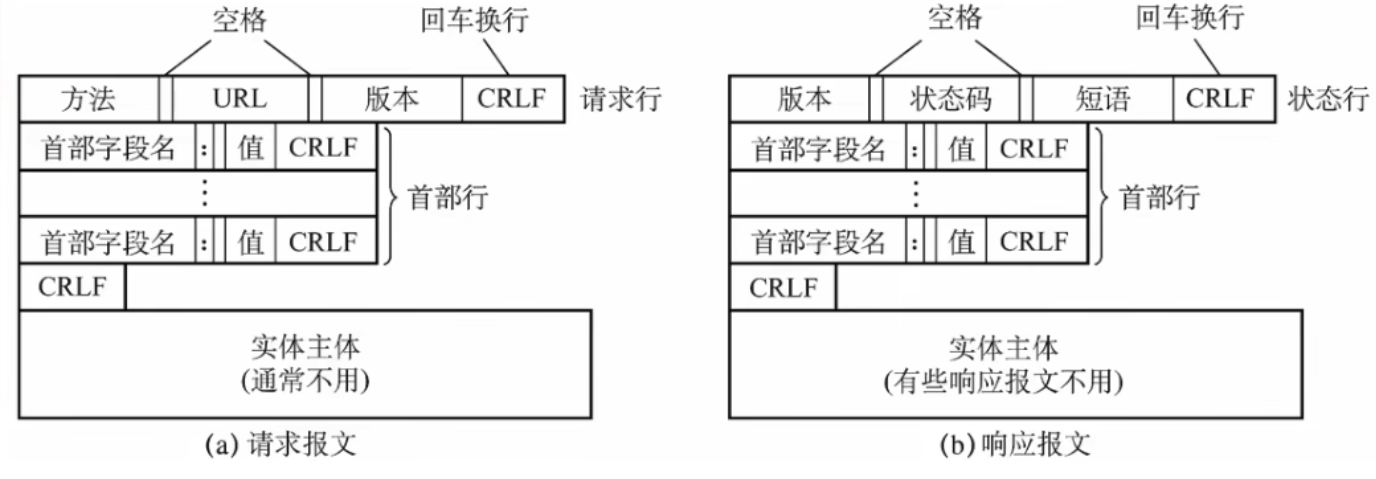 空格 回车换行
方法 URL 版本 CRLF 请求行
首部字段名 : 值 CRLF
⋮
首部行
首部字段名 : 值 CRLF
CRLF
实体主体
(通常不用)
(a) 请求报文
空格 回车换行
版本 状态码 短语 CRLF 状态行
首部字段名 : 值 CRLF
⋮
首部行
首部字段名 : 值 CRLF
CRLF
实体主体
(有些响应报文不用)
(b) 响应报文